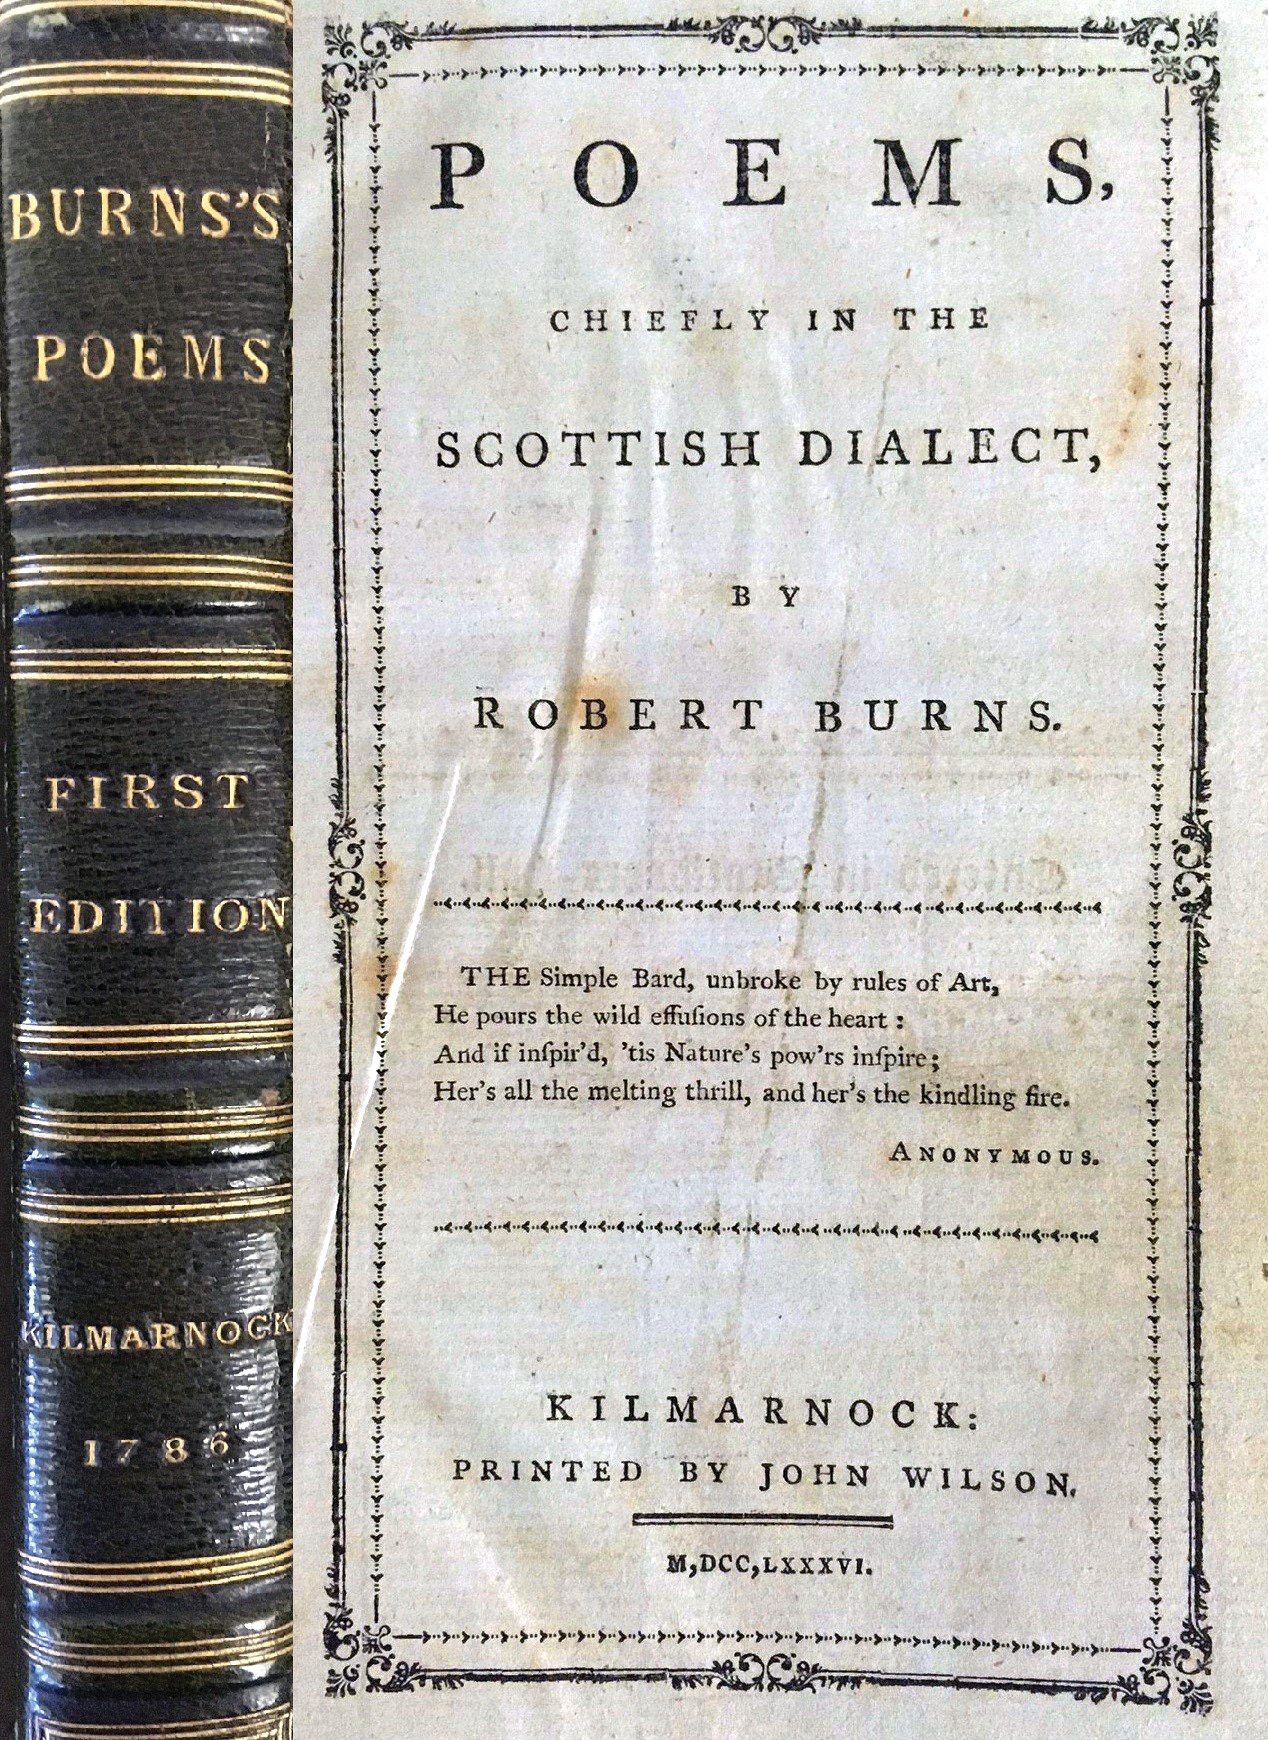 BURNS'S
POEMS
FIRST
EDITION
KILMARNOCK
1786
POEMS,
CHIEFLY IN THE
SCOTTISH DIALECT,
BY
ROBERT BURNS.
THE Simple Bard, unbroke by rules of Art,
He pours the wild effuſions of the heart :
And if inſpir'd, 'tis Nature's pow'rs inſpire;
Her's all the melting thrill, and her's the kindling fire.
ANONYMOUS.
KILMARNOCK:
PRINTED BY JOHN WILSON.
M,DCC,LXXXVI.